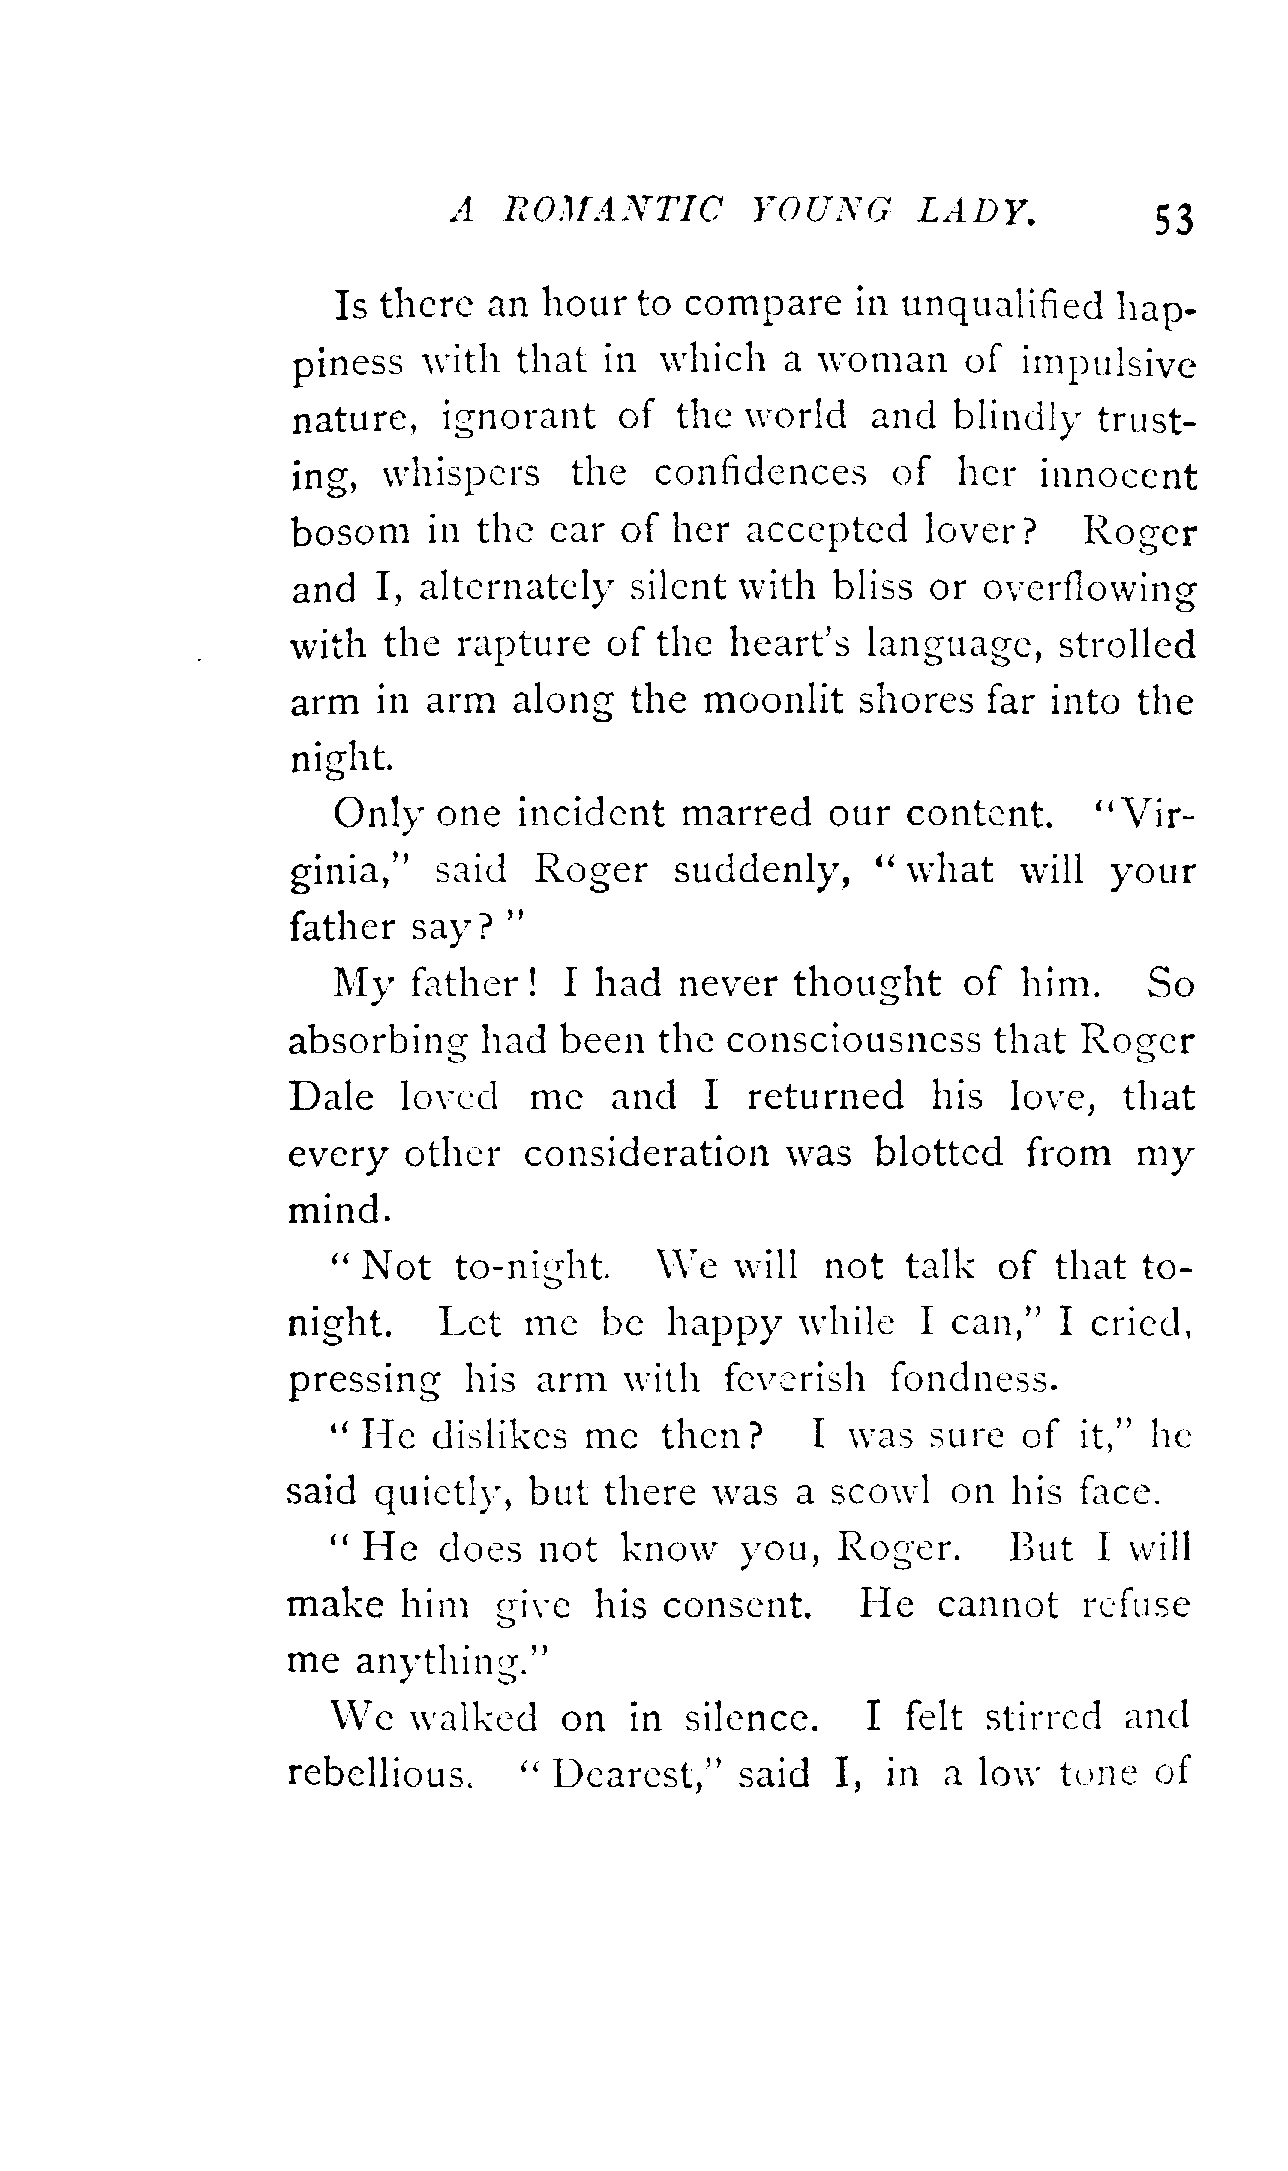 A ROMANTIC YOUNG LADY. 53
Is there an hour to compare in unqualified hap-
piness with that in which a woman of impulsive
nature, ignorant of the world and blindly trust-
ing, whispers the confidences of her innocent
bosom in the ear of her accepted lover? Roger
and I, alternately silent with bliss or overflowing
with the rapture of the heart's language, strolled
arm in arm along the moonlit shores far into the
night.
Only one incident marred our content. "Vir-
ginia," said Roger suddenly, "what will your
father say?"
My father! I had never thought of him. So
absorbing had been the consciousness that Roger
Dale loved me and I returned his love, that
every other consideration was blotted from my
mind.
"Not to-night. We will not talk of that to-
night. Let me be happy while I can," I cried,
pressing his arm with feverish fondness.
"He dislikes me then? I was sure of it," he
said quietly, but there was a scowl on his face.
"He does not know you, Roger. But I will
make him give his consent. He cannot refuse
me anything."
We walked on in silence. I felt stirred and
rebellious. "Dearest," said I, in a low tone of